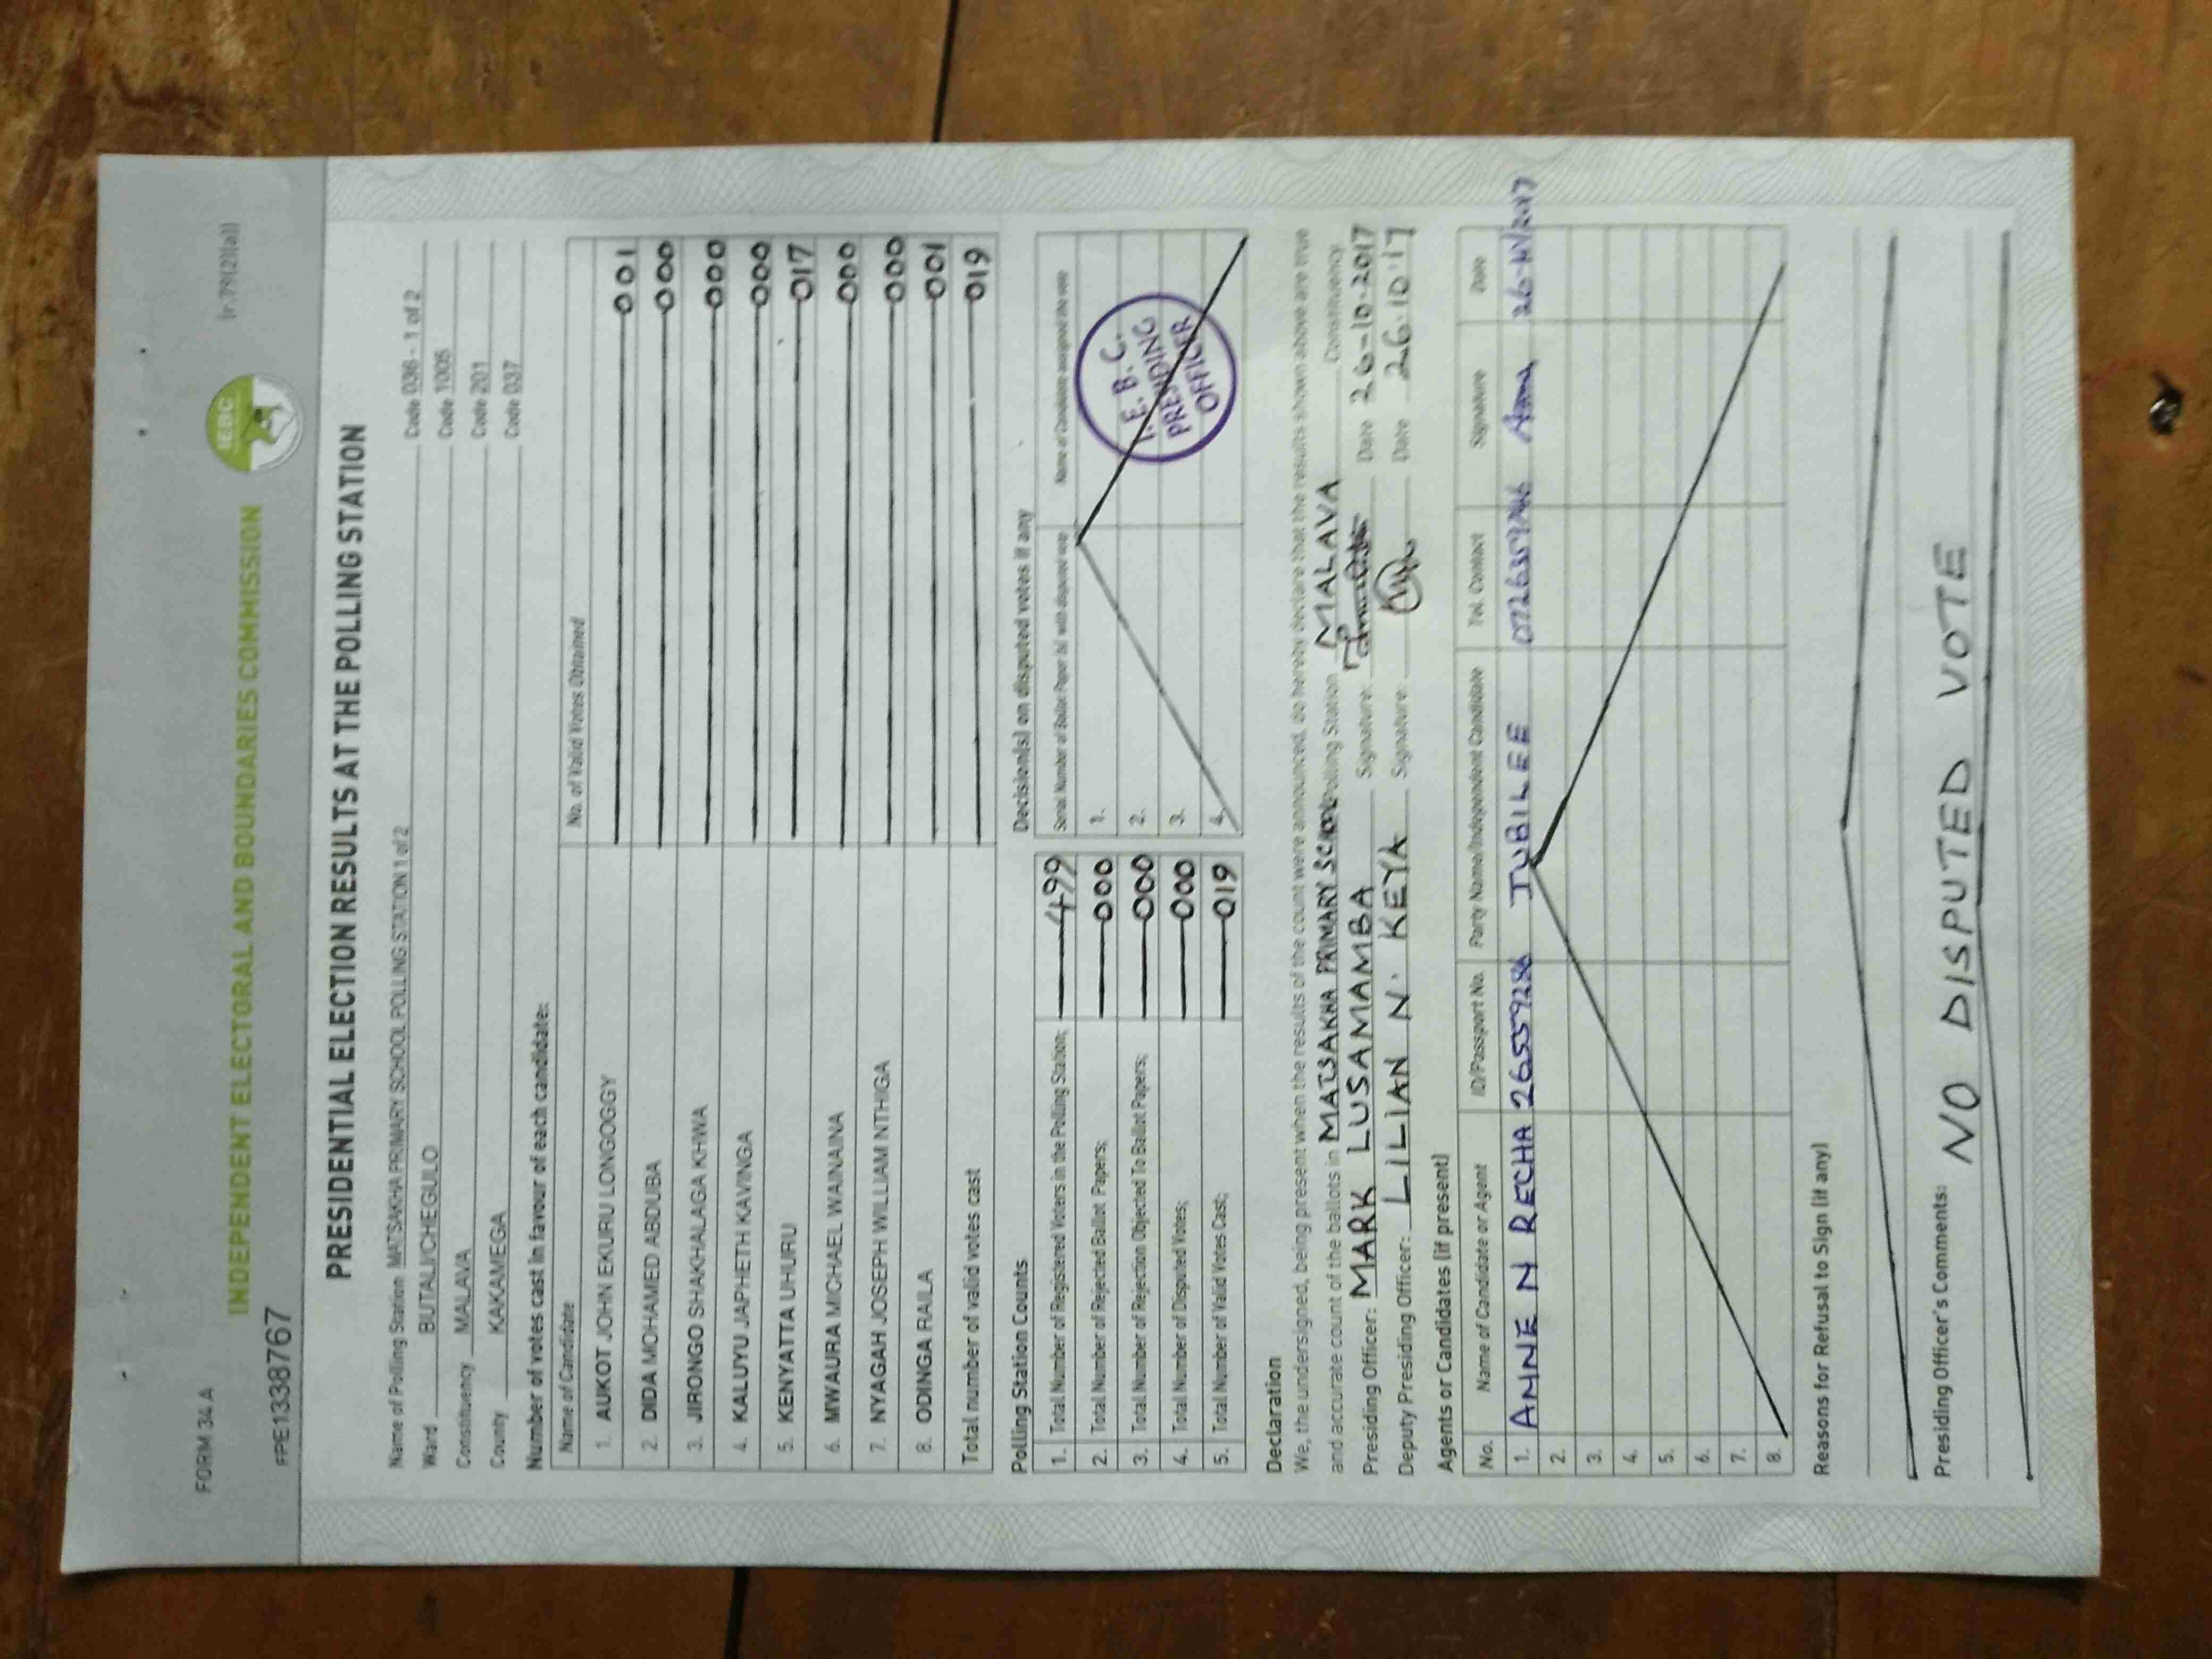 FORM 34A
(r.79(2)(a))
IEBC
INDEPENDENT ELECTORAL AND BOUNDARIES COMMISSION
FPE1338767
PRESIDENTIAL ELECTION RESULTS AT THE POLLING STATION
Name of Polling Station MATSAKHA PRIMARY SCHOOL POLLING STATION 1 of 2 Code 036 - 1 of 2
Ward BUTALI/CHEGULO Code 1005
Constituency MALAVA Code 201
County KAKAMEGA Code 037
Number of votes cast in favour of each candidate:
Name of Candidate No. of Valid Votes Obtained
1. AUKOT JOHN EKURU LONGOGGY 001
2. DIDA MOHAMED ABDUBA 000
3. JIRONGO SHAKHALAGA KHWA 000
4. KALUYU JAPHETH KAVINGA 000
5. KENYATTA UHURU 017
6. MWAURA MICHAEL WAINAINA 000
7. NYAGAH JOSEPH WILLIAM NTHIGA 000
8. ODINGA RAILA 001
Total number of valid votes cast 019
Polling Station Counts
1. Total Number of Registered Voters in the Polling Station; 499
2. Total Number of Rejected Ballot Papers; 000
3. Total Number of Rejection Objected To Ballot Papers; 000
4. Total Number of Disputed Votes; 000
5. Total Number of Valid Votes Cast; 019
Decision(s) on disputed votes if any
Serial Number of Ballot Paper (s) with disputed vote Name of Candidate assigned the vote
1.
2.
3.
4.
I.E.B.C.
PRESIDING
OFFICER
Declaration
We, the undersigned, being present when the results of the count were announced, do hereby declare that the results shown above are true
and accurate count of the ballots in MATSAKHA PRIMARY SCHOOL Polling Station MALAVA Constituency
Presiding Officer: MARK LUSAMAMBA Signature: Date 26-10-2017
Deputy Presiding Officer: LILIAN N. KEYA Signature: Date 26.10.17
Agents or Candidates (if present)
No. Name of Candidate or Agent ID/Passport No. Party Name/Independent Candidate Tel. Contact Signature Date
1. ANNE N RECHA JUBILEE
2.
3.
4.
5.
6.
7.
8.
Reasons for Refusal to Sign (if any)
Presiding Officer's Comments:
NO DISPUTED VOTE